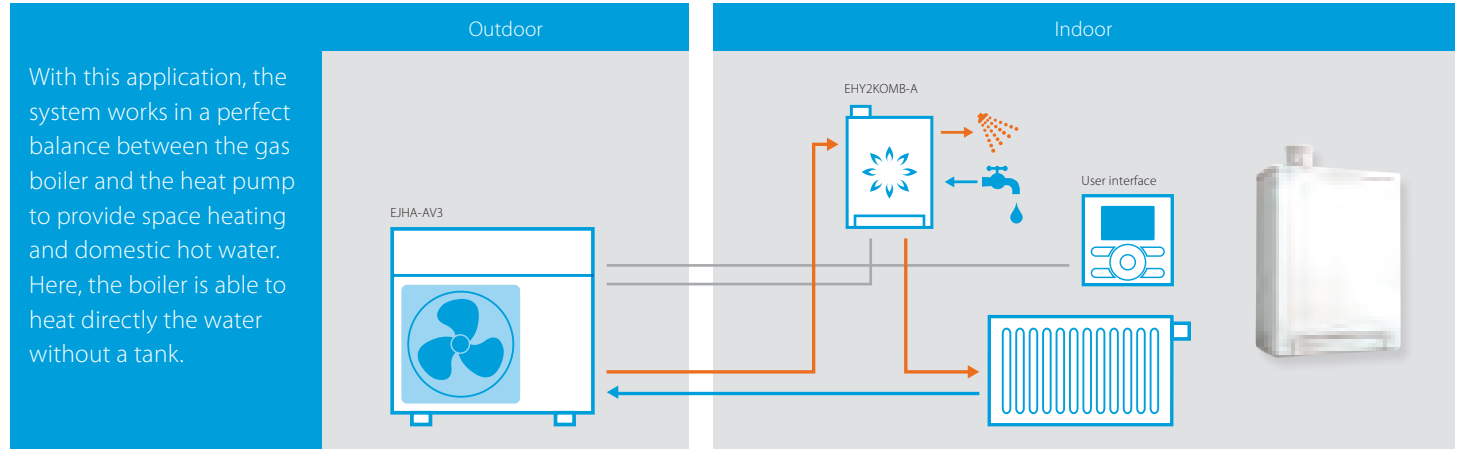 Outdoor
Indoor
With this application, the
system works in a perfect
balance between the gas
boiler and the heat pump
to provide space heating
and domestic hot water.
Here, the boiler is able to
heat directly the water
without a tank.
EJHA-AV3
EHY2KOMB-A
User interface